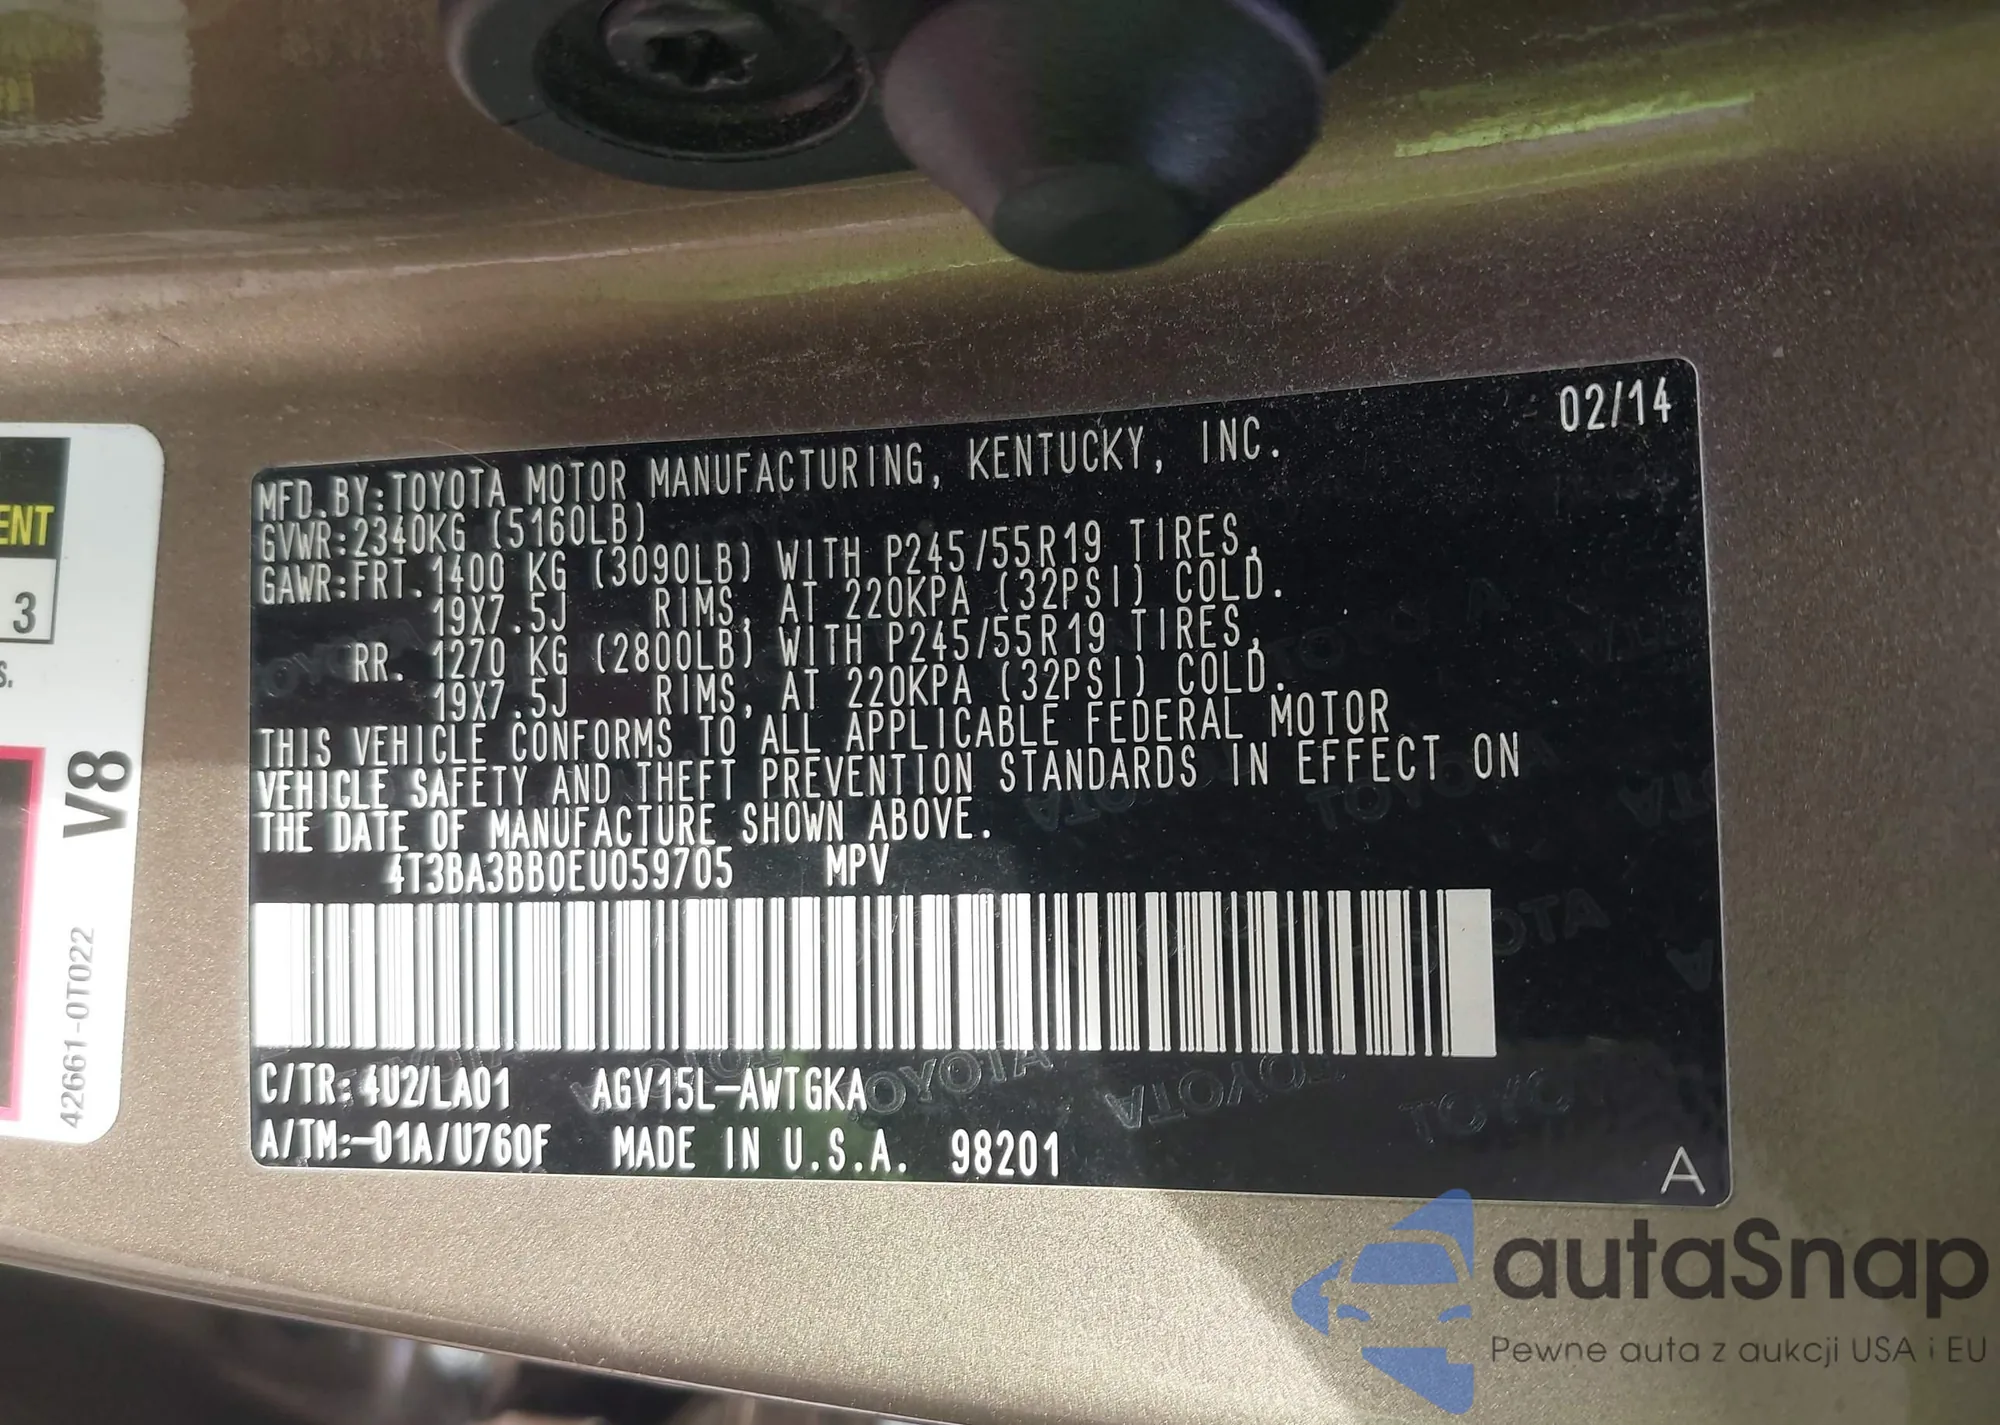 02/14
MFD.BY:TOYOTA MOTOR MANUFACTURING, KENTUCKY, INC.
GVWR:2340KG (5160LB)
GAWR:FRT. 1400 KG (3090LB) WITH P245/55R19 TIRES,
19X7.5J RIMS, AT 220KPA (32PSI) COLD.
RR. 1270 KG (2800LB) WITH P245/55R19 TIRES,
19X7.5J RIMS, AT 220KPA (32PSI) COLD.
THIS VEHICLE CONFORMS TO ALL APPLICABLE FEDERAL MOTOR
VEHICLE SAFETY AND THEFT PREVENTION STANDARDS IN EFFECT ON
THE DATE OF MANUFACTURE SHOWN ABOVE.
4T3BA3BB0EU059705 MPV
C/TR: 4U2/LA01 AGV15L-AWTGKA
A/TM:-01A/U760F MADE IN U.S.A. 98201
A
ENT
3
S.
V8
42661-0T022
TOYOTA
autaSnap
Pewne auta z aukcji USA i EU